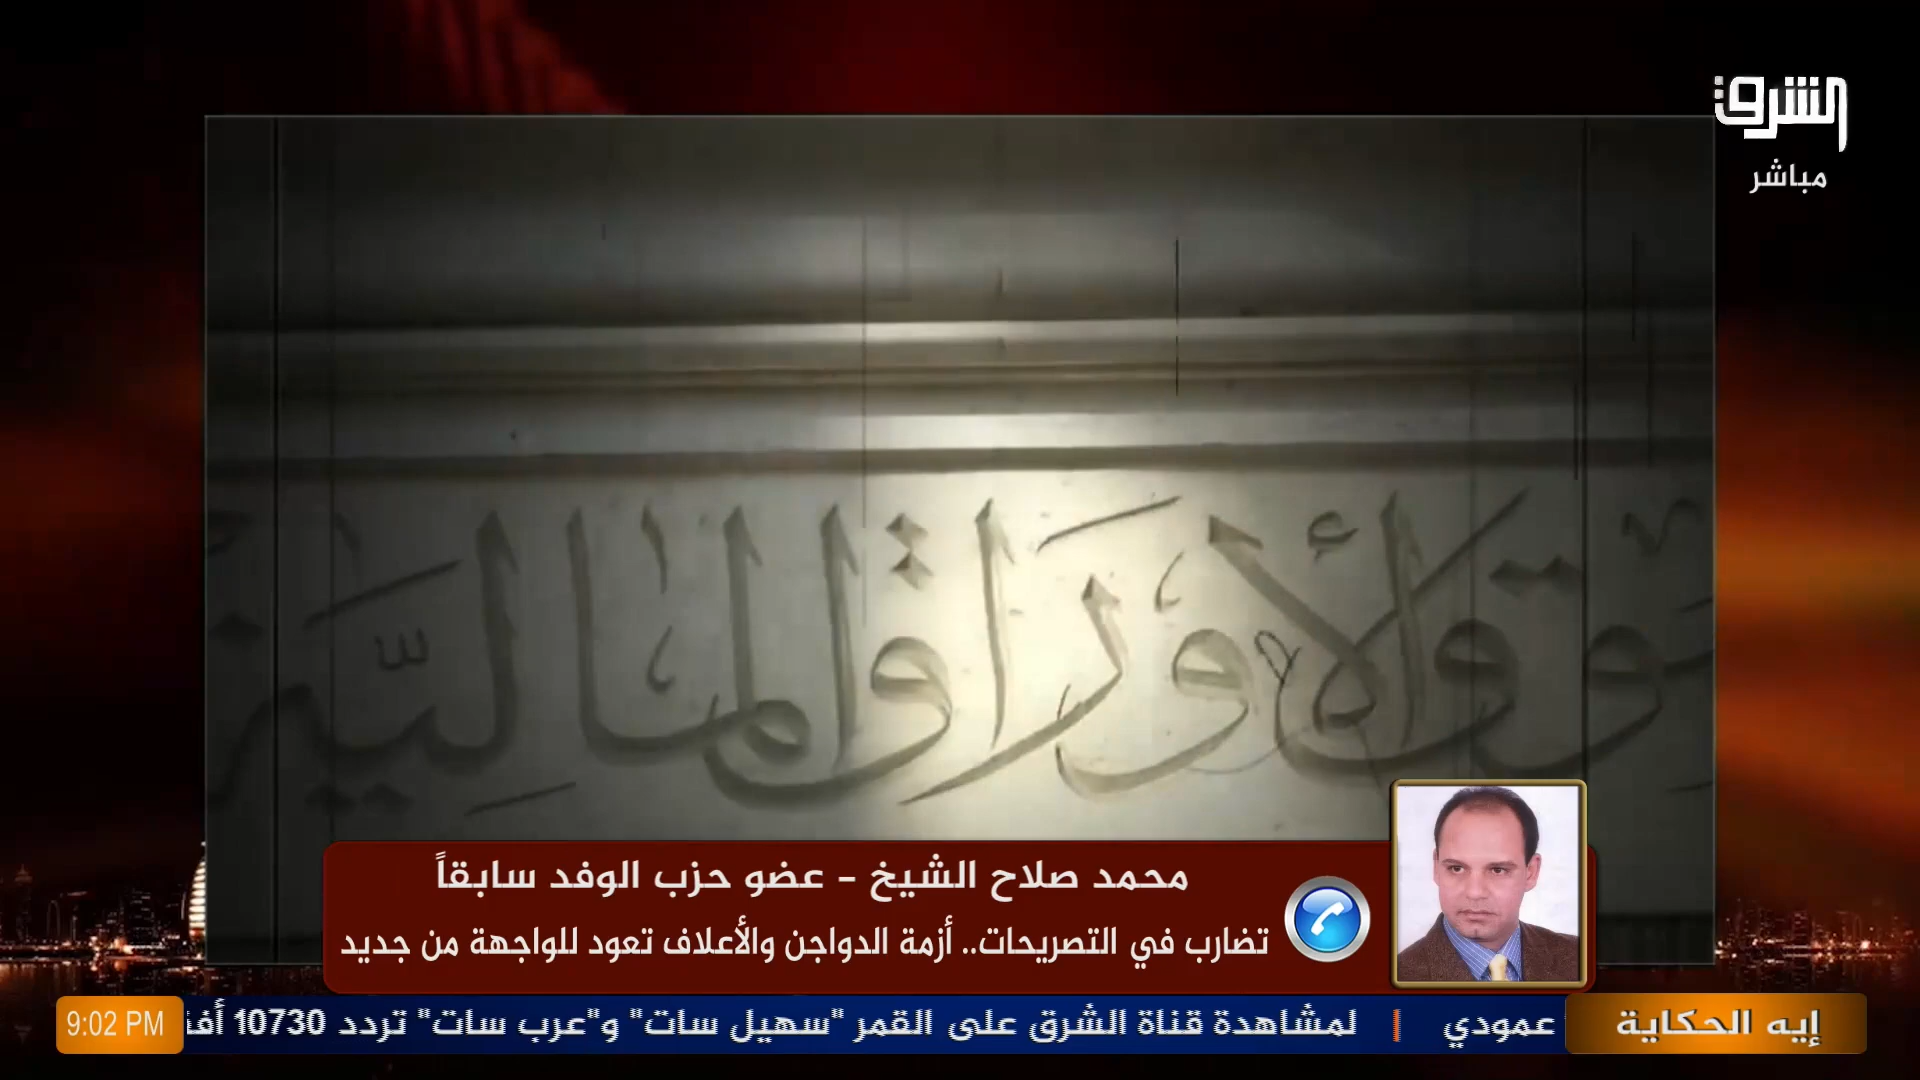 الشرق
مباشر
الأوراق المالية
محمد صلاح الشيخ – عضو حزب الوفد سابقاً
تضارب في التصريحات.. أزمة الدواجن والأعلاف تعود للواجهة من جديد
إيه الحكاية
عمودي | لمشاهدة قناة الشرق على القمر "سهيل سات" و"عرب سات" تردد 10730
9:02 PM